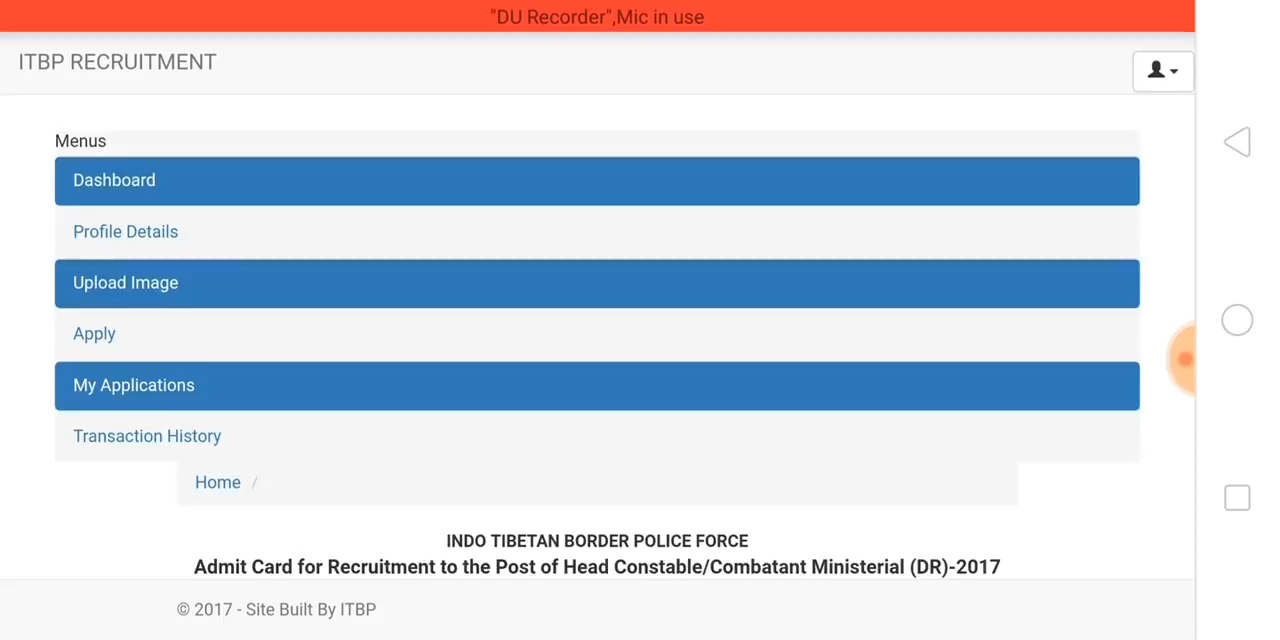 "DU Recorder",Mic in use
ITBP RECRUITMENT
Menus
Dashboard
Profile Details
Upload Image
Apply
My Applications
Transaction History
Home /
INDO TIBETAN BORDER POLICE FORCE
Admit Card for Recruitment to the Post of Head Constable/Combatant Ministerial (DR)-2017
© 2017 - Site Built By ITBP